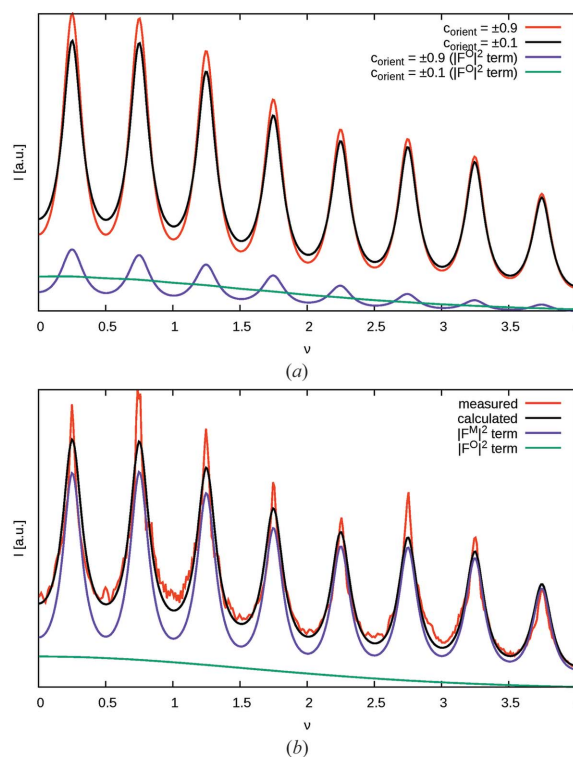 c_orient = ±0.9
c_orient = ±0.1
c_orient = ±0.9 (|F^O|^2 term)
c_orient = ±0.1 (|F^O|^2 term)
I [a.u.]
0 0.5 1 1.5 2 2.5 3 3.5
ν
(a)
measured
calculated
|F^M|^2 term
|F^O|^2 term
I [a.u.]
0 0.5 1 1.5 2 2.5 3 3.5
ν
(b)